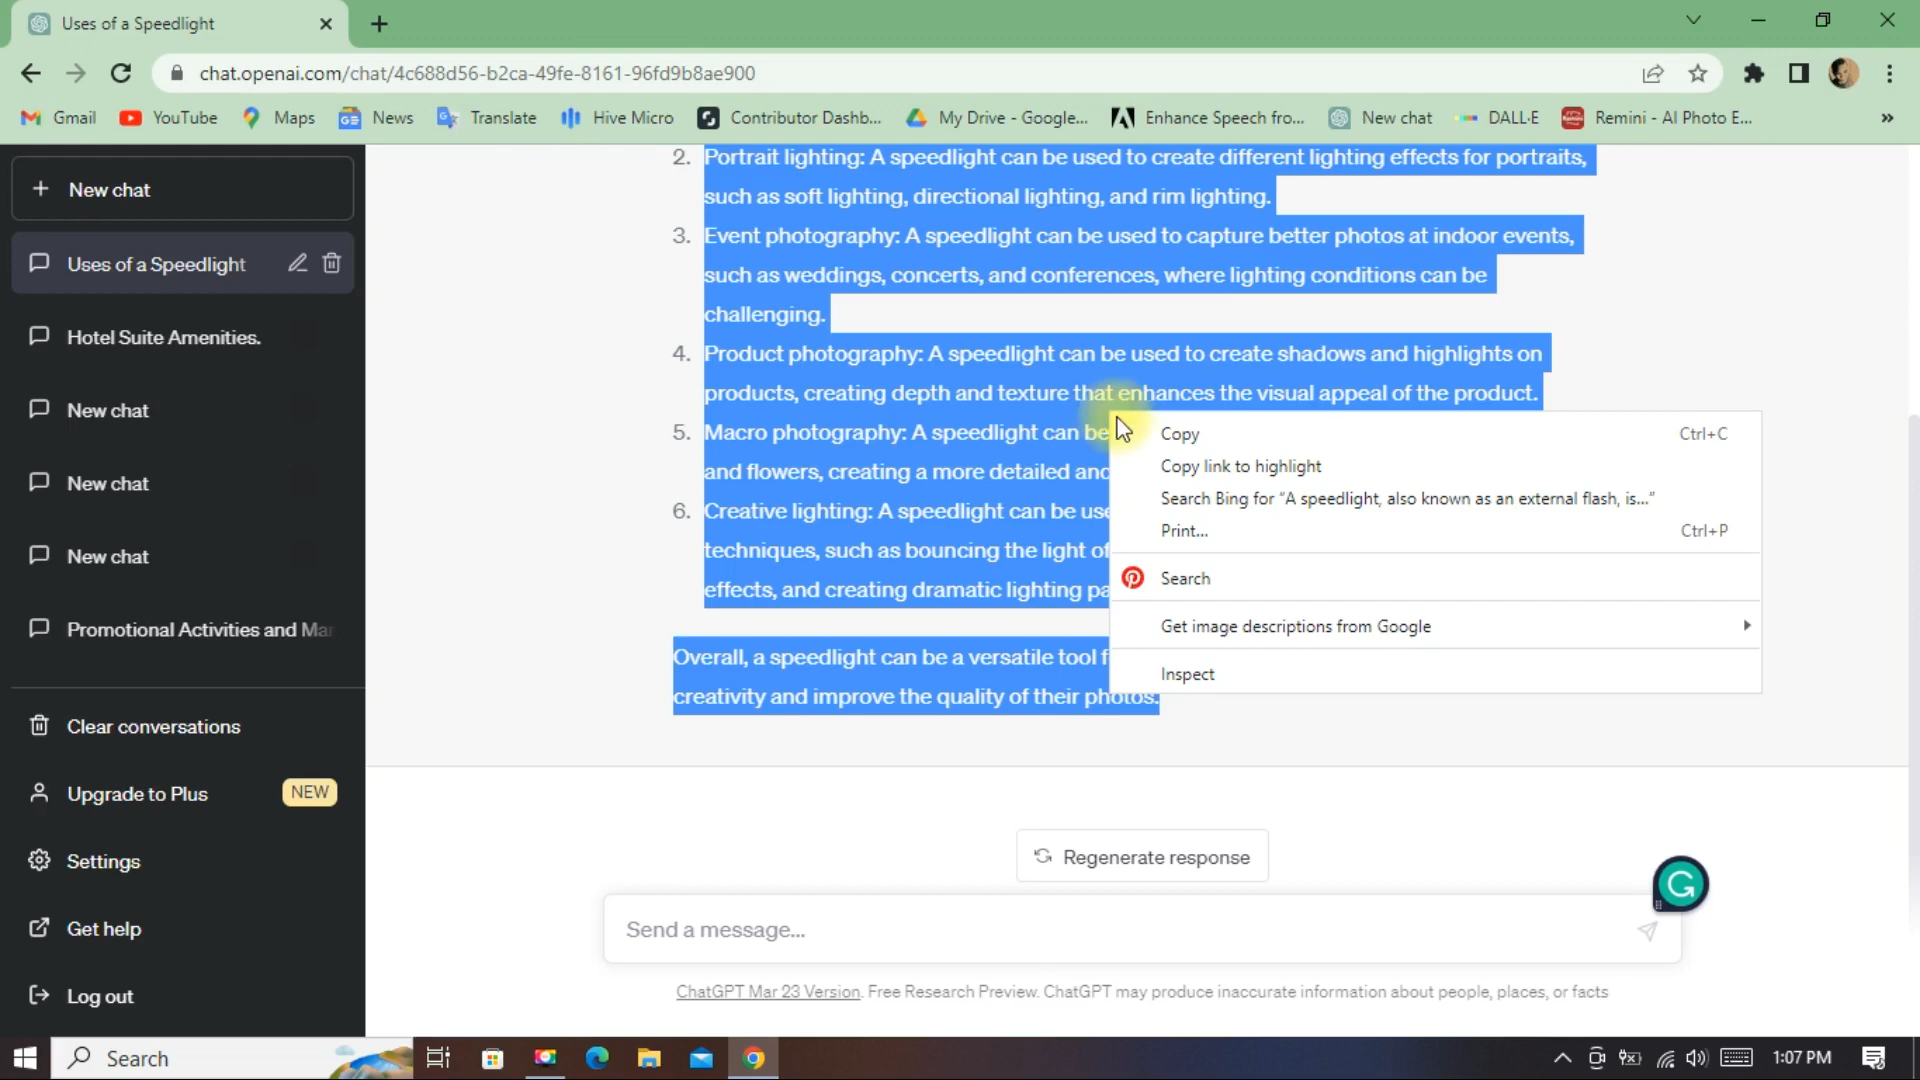 Uses of a Speedlight
chat.openai.com/chat/4c688d56-b2ca-49fe-8161-96fd9b8ae900
Gmail YouTube Maps News Translate Hive Micro Contributor Dashb... My Drive - Google... Enhance Speech fro... New chat DALL·E Remini - AI Photo E... »
New chat
Uses of a Speedlight
Hotel Suite Amenities.
New chat
New chat
New chat
Promotional Activities and Mar
Clear conversations
Upgrade to Plus NEW
Settings
Get help
Log out
2. Portrait lighting: A speedlight can be used to create different lighting effects for portraits,
such as soft lighting, directional lighting, and rim lighting.
3. Event photography: A speedlight can be used to capture better photos at indoor events,
such as weddings, concerts, and conferences, where lighting conditions can be
challenging.
4. Product photography: A speedlight can be used to create shadows and highlights on
products, creating depth and texture that enhances the visual appeal of the product.
5. Macro photography: A speedlight can be
and flowers, creating a more detailed and
6. Creative lighting: A speedlight can be use
techniques, such as bouncing the light of
effects, and creating dramatic lighting pa
Overall, a speedlight can be a versatile tool f
creativity and improve the quality of their photos.
Copy Ctrl+C
Copy link to highlight
Search Bing for “A speedlight, also known as an external flash, is...”
Print... Ctrl+P
Search
Get image descriptions from Google
Inspect
Regenerate response
Send a message...
ChatGPT Mar 23 Version. Free Research Preview. ChatGPT may produce inaccurate information about people, places, or facts
Search
1:07 PM